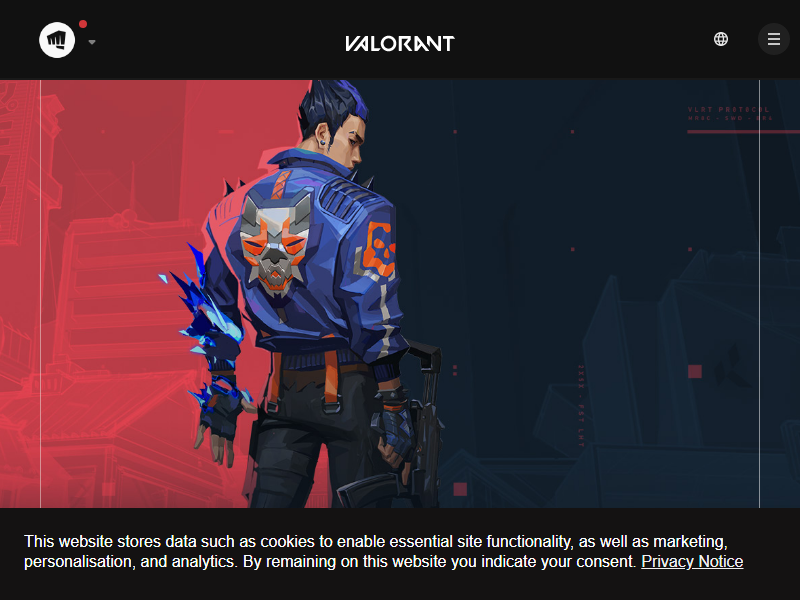 VALORANT
VLRT PROTOCOL
This website stores data such as cookies to enable essential site functionality, as well as marketing,
personalisation, and analytics. By remaining on this website you indicate your consent. Privacy Notice